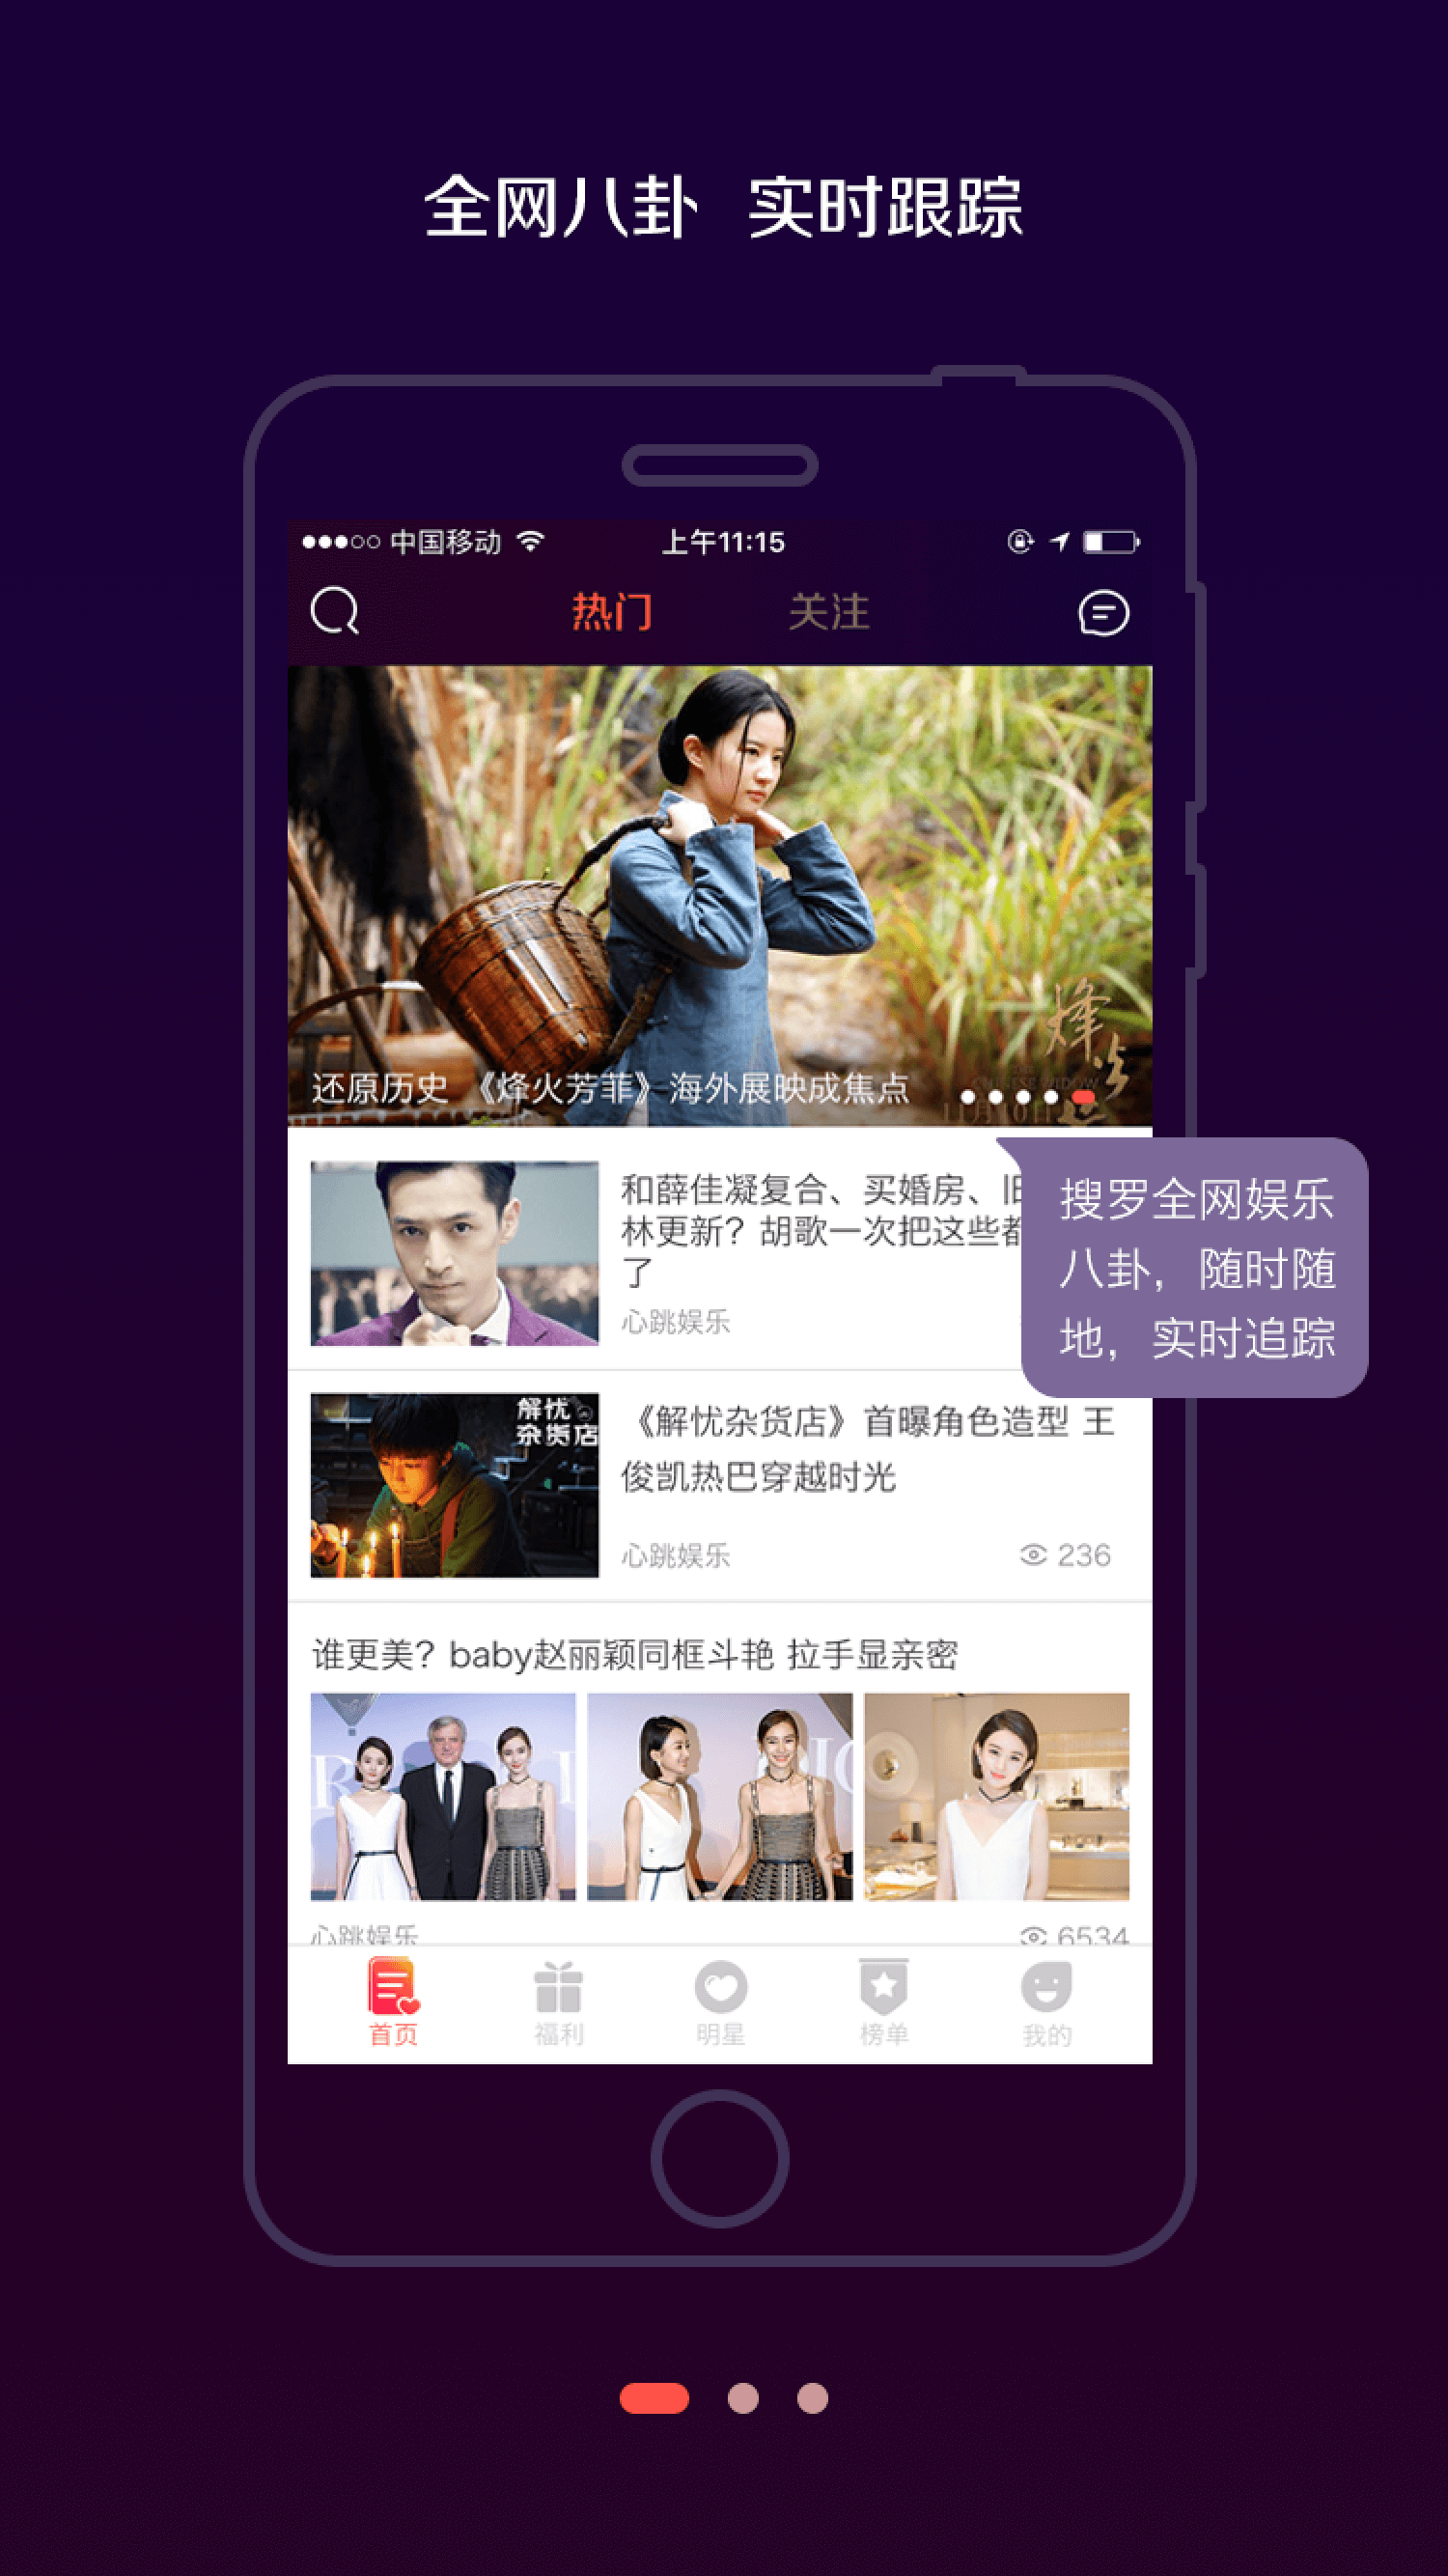 全网八卦 实时跟踪
中国移动 上午11:15
热门 关注
还原历史 《烽火芳菲》海外展映成焦点
和薛佳凝复合、买婚房、旧
林更新？胡歌一次把这些都
了
心跳娱乐
搜罗全网娱乐
八卦，随时随
地，实时追踪
解忧
杂货店
《解忧杂货店》首曝角色造型 王
俊凯热巴穿越时光
心跳娱乐 236
谁更美？baby赵丽颖同框斗艳 拉手显亲密
心跳娱乐 6534
首页 福利 明星 榜单 我的